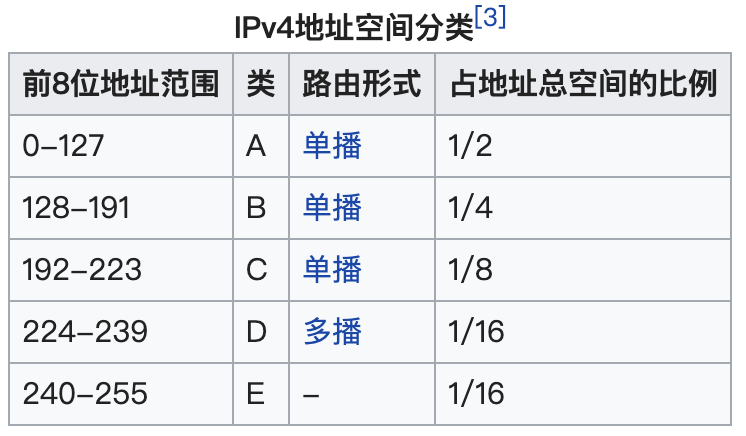 IPv4地址空间分类[3]
前8位地址范围 类 路由形式 占地址总空间的比例
0–127 A 单播 1/2
128–191 B 单播 1/4
192–223 C 单播 1/8
224–239 D 多播 1/16
240–255 E – 1/16